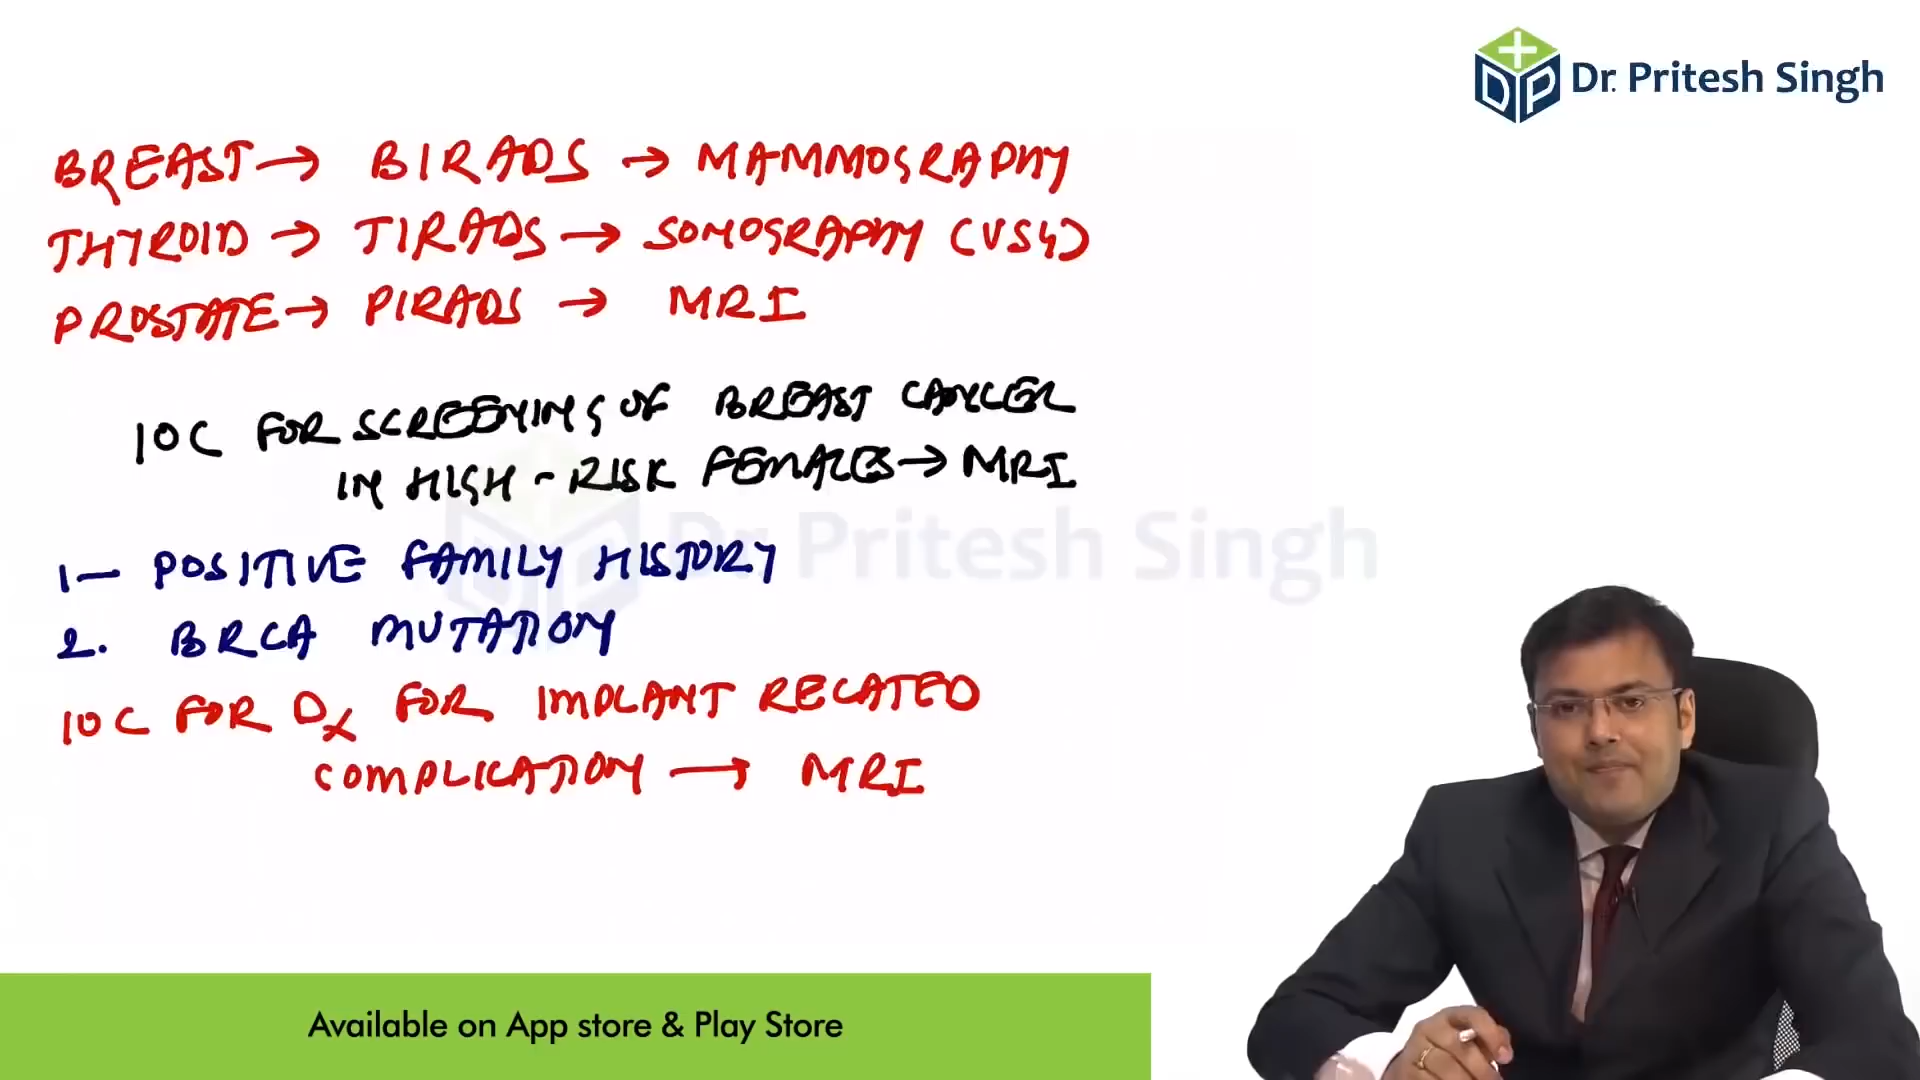 Dr. Pritesh Singh
BREAST → BIRADS → MAMMOGRAPHY
THYROID → TIRADS → SONOGRAPHY (USG)
PROSTATE → PIRADS → MRI
IOC FOR SCREENING OF BREAST CANCER
IN HIGH-RISK FEMALES → MRI
Dr. Pritesh Singh
1- POSITIVE FAMILY HISTORY
2. BRCA MUTATION
IOC FOR Dx FOR IMPLANT RELATED
COMPLICATION → MRI
Available on App store & Play Store